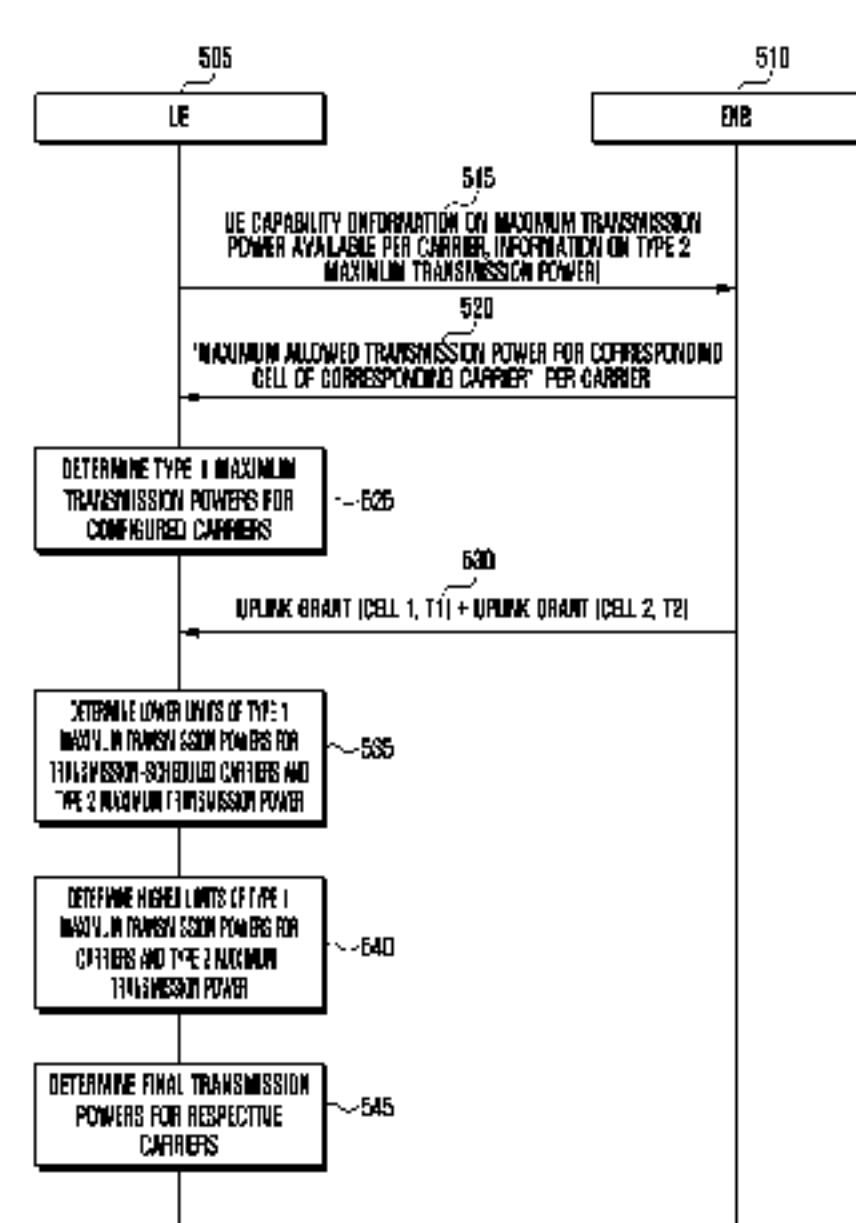 505
510
UE
ENB
515
UE CAPABILITY (INFORMATION ON MAXIMUM TRANSMISSION
POWER AVAILABLE PER CARRIER, INFORMATION ON TYPE 2
MAXIMUM TRANSMISSION POWER)
520
"MAXIMUM ALLOWED TRANSMISSION POWER FOR CORRESPONDING
CELL OF CORRESPONDING CARRIER" PER CARRIER
DETERMINE TYPE 1 MAXIMUM
TRANSMISSION POWERS FOR
CONFIGURED CARRIERS
525
530
UPLINK GRANT (CELL 1, T1) + UPLINK GRANT (CELL 2, T2)
DETERMINE LOWER LIMITS OF TYPE 1
MAXIMUM TRANSMISSION POWERS FOR
TRANSMISSION-SCHEDULED CARRIERS AND
TYPE 2 MAXIMUM TRANSMISSION POWER
535
DETERMINE HIGHER LIMITS OF TYPE 1
MAXIMUM TRANSMISSION POWERS FOR
CARRIERS AND TYPE 2 MAXIMUM
TRANSMISSION POWER
540
DETERMINE FINAL TRANSMISSION
POWERS FOR RESPECTIVE
CARRIERS
545